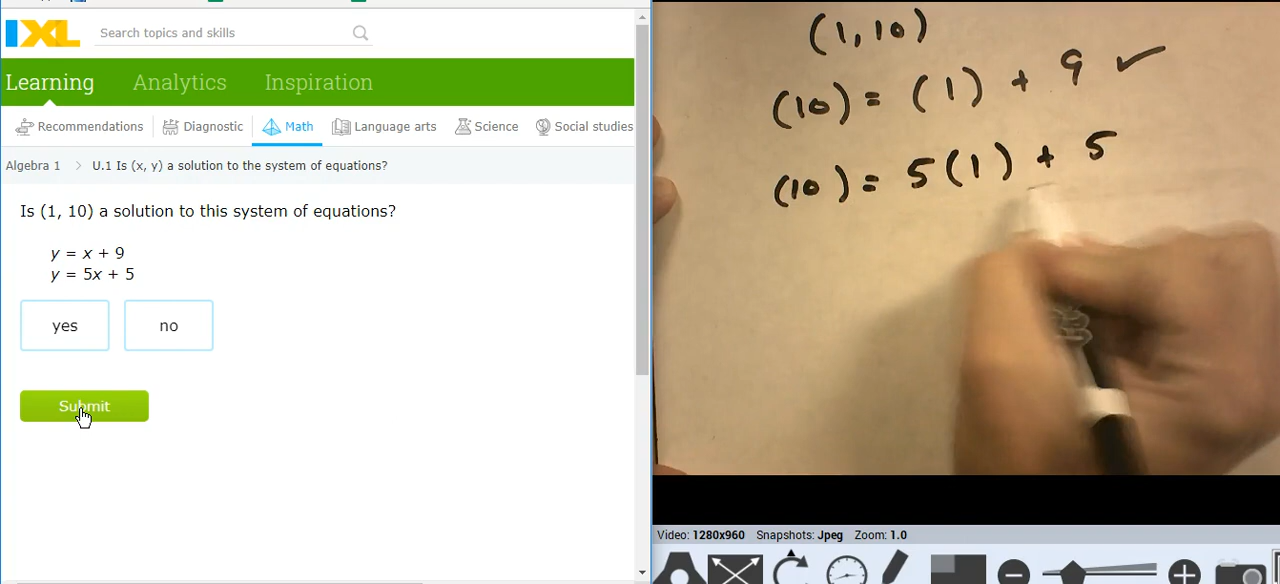 IXL
Search topics and skills
Learning Analytics Inspiration
Recommendations Diagnostic Math Language arts Science Social studies
Algebra 1 > U.1 Is (x, y) a solution to the system of equations?
Is (1, 10) a solution to this system of equations?
y = x + 9
y = 5x + 5
yes no
Submit
(1,10)
(10) = (1) + 9 ✓
(10) = 5(1) + 5
Video: 1280x960 Snapshots: Jpeg Zoom: 1.0